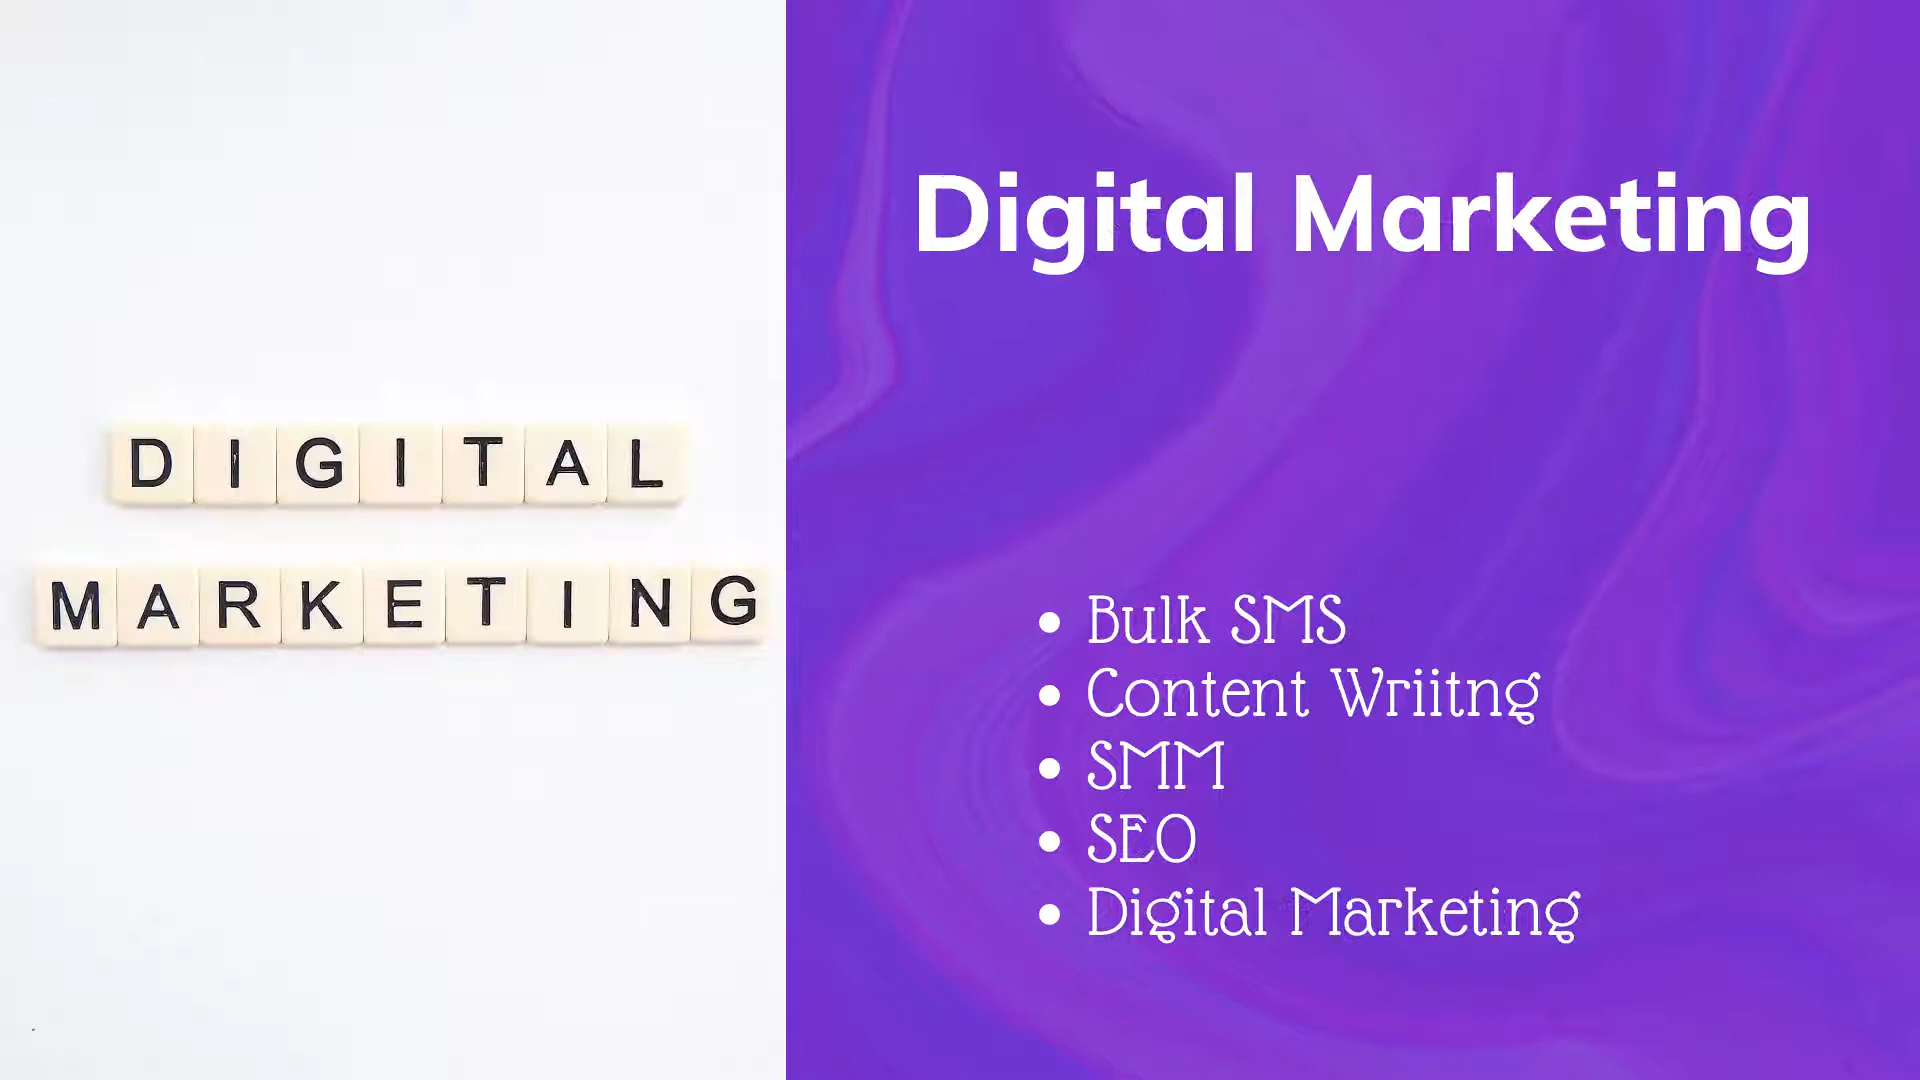 DIGITAL
MARKETING
Digital Marketing
• Bulk SMS
• Content Wriitng
• SMM
• SEO
• Digital Marketing